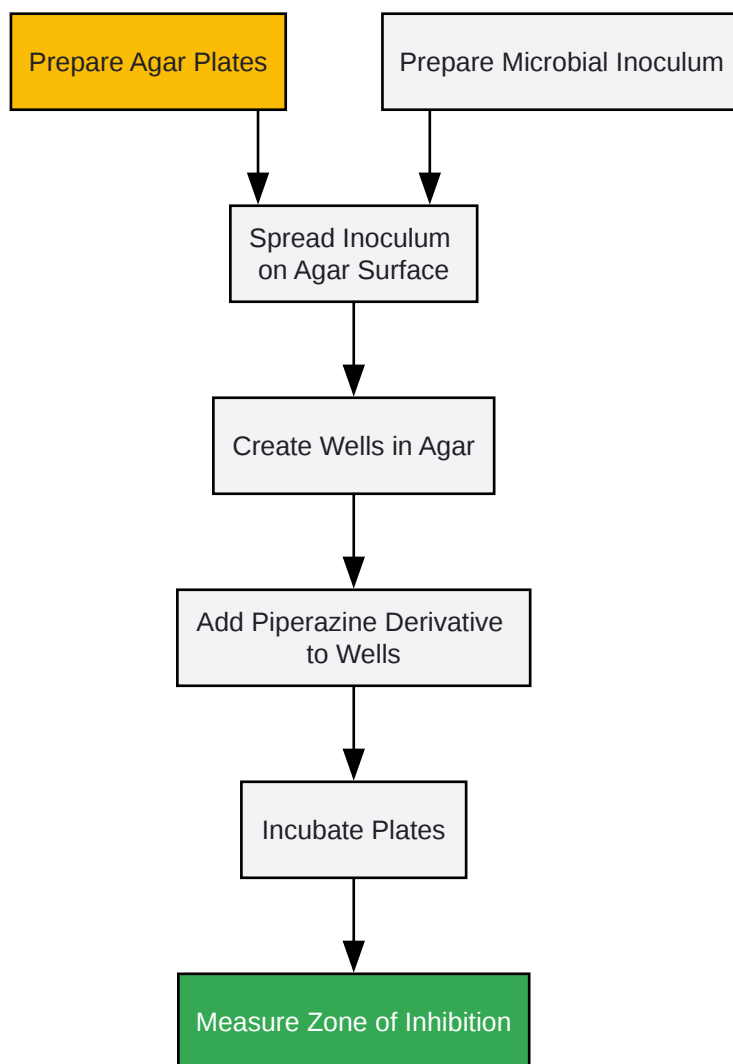 Prepare Agar Plates
Prepare Microbial Inoculum
Spread Inoculum
on Agar Surface
Create Wells in Agar
Add Piperazine Derivative
to Wells
Incubate Plates
Measure Zone of Inhibition